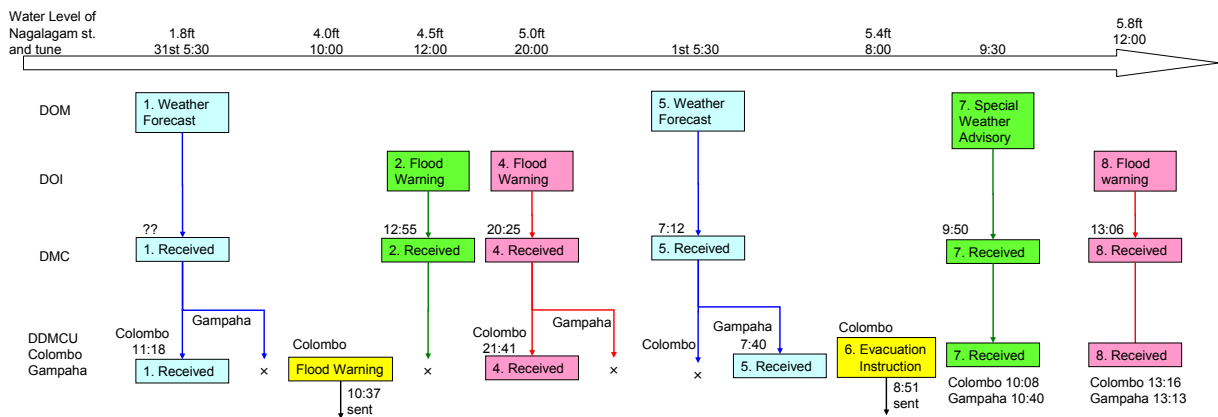 Water Level of
Nagalagam st.
and tune
1.8ft
31st 5:30
4.0ft
10:00
4.5ft
12:00
5.0ft
20:00
1st 5:30
5.4ft
8:00
9:30
5.8ft
12:00
DOM
1. Weather
Forecast
5. Weather
Forecast
7. Special
Weather
Advisory
DOI
2. Flood
Warning
4. Flood
Warning
8. Flood
warning
DMC
??
1. Received
12:55
2. Received
20:25
4. Received
7:12
5. Received
9:50
7. Received
13:06
8. Received
DDMCU
Colombo
Gampaha
Colombo
11:18
1. Received
Gampaha
×
Colombo
Flood Warning
10:37
sent
×
Colombo
21:41
4. Received
Gampaha
×
Colombo
×
Gampaha
7:40
5. Received
Colombo
6. Evacuation
Instruction
8:51
sent
7. Received
Colombo 10:08
Gampaha 10:40
8. Received
Colombo 13:16
Gampaha 13:13